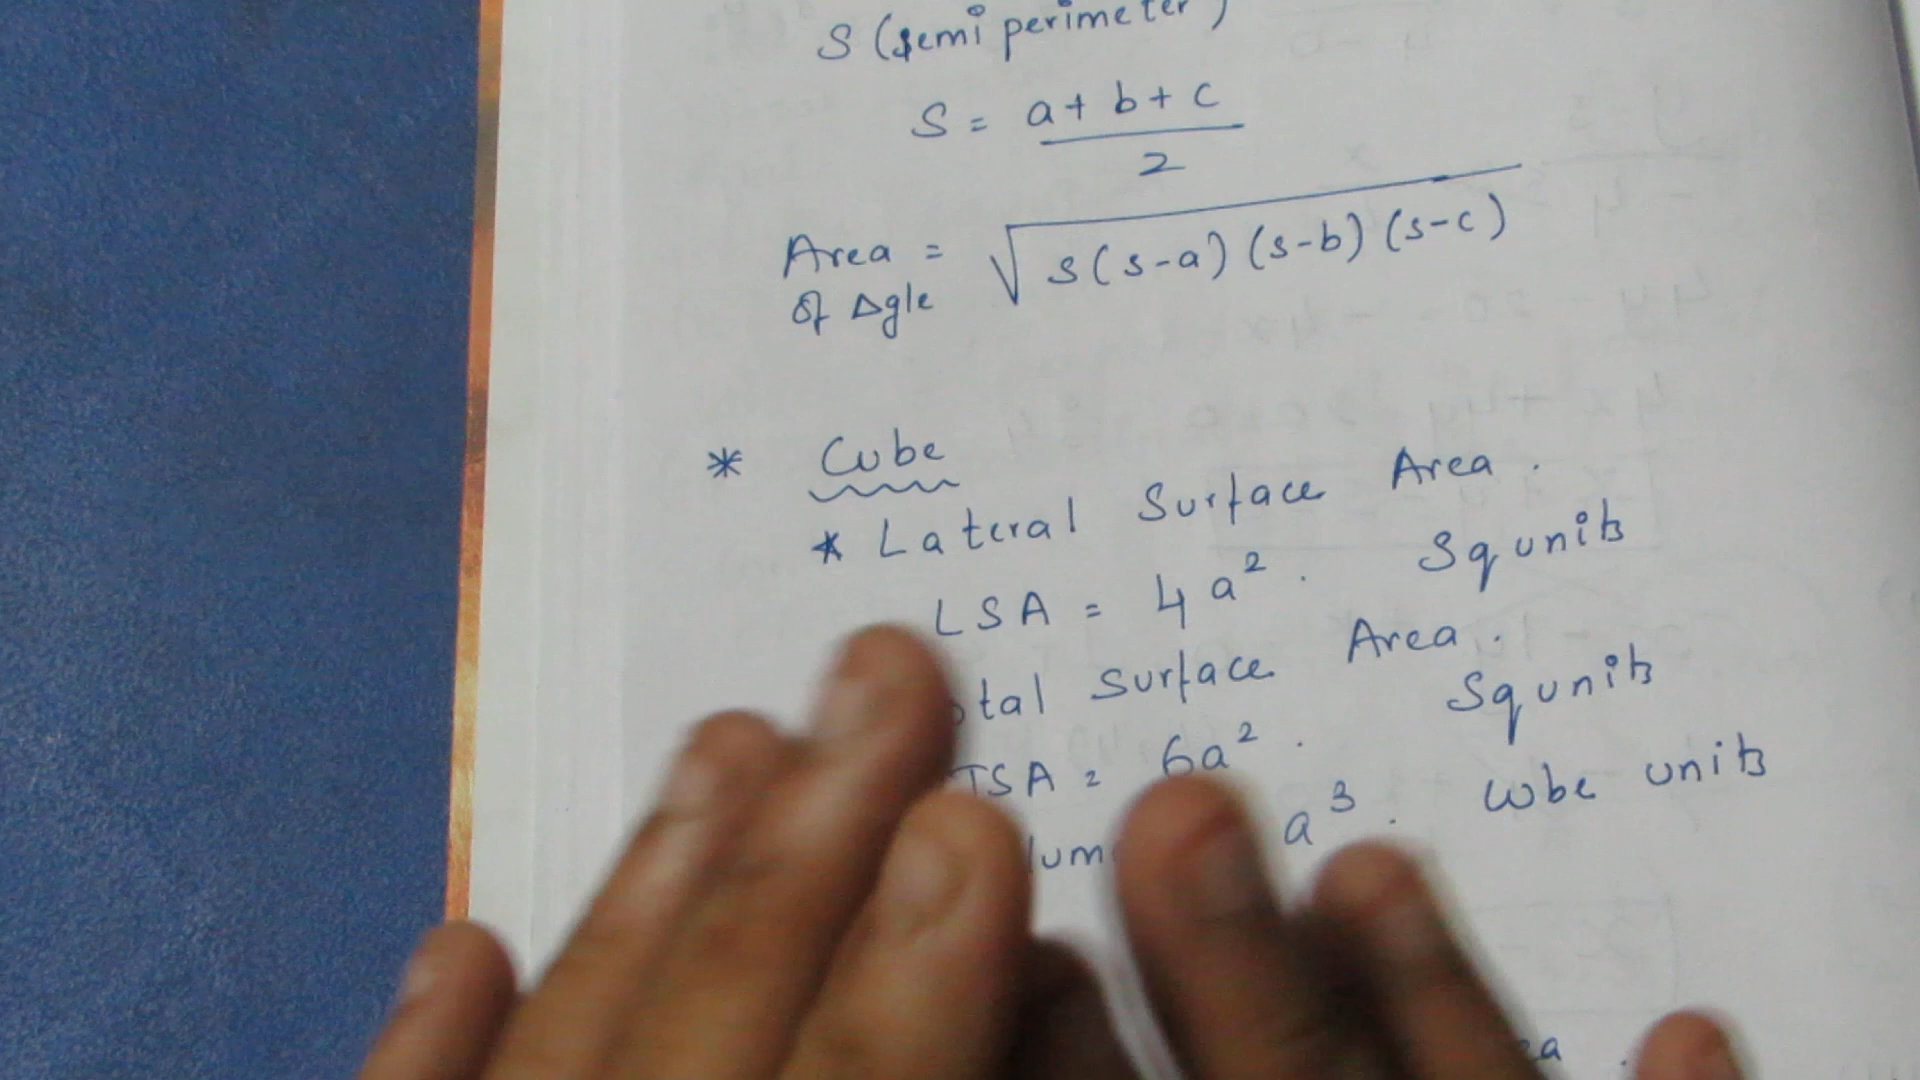 S (semi perimeter)
S = a + b + c
2
Area = √ s(s-a) (s-b) (s-c)
of Δgle
* Cube
* Lateral Surface Area.
LSA = 4a². Sq units
Surface Area.
TSA = 6a². Sq units
a³. cube units